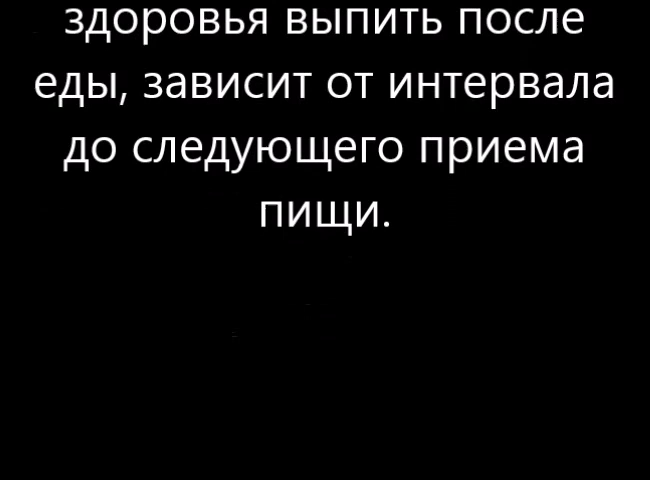 здоровья выпить после
еды, зависит от интервала
до следующего приема
пищи.